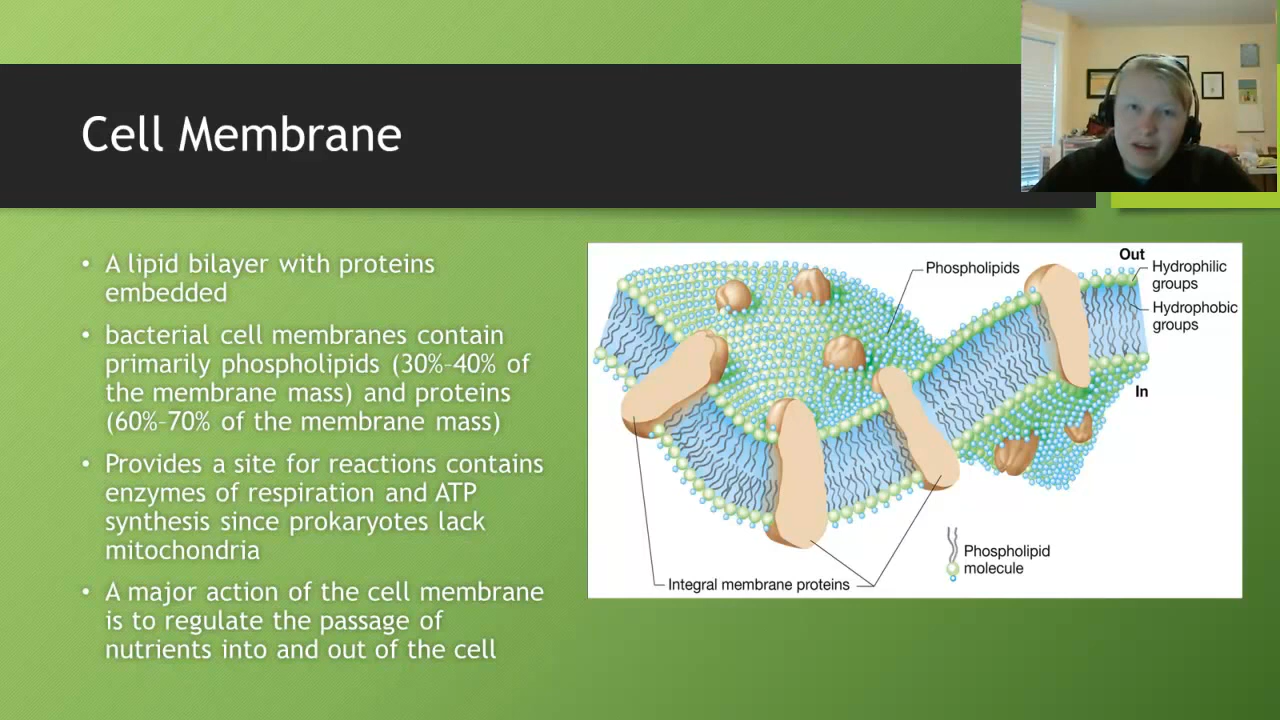 Cell Membrane
• A lipid bilayer with proteins
embedded
• bacterial cell membranes contain
primarily phospholipids (30%–40% of
the membrane mass) and proteins
(60%–70% of the membrane mass)
• Provides a site for reactions contains
enzymes of respiration and ATP
synthesis since prokaryotes lack
mitochondria
• A major action of the cell membrane
is to regulate the passage of
nutrients into and out of the cell
Phospholipids
Out
Hydrophilic
groups
Hydrophobic
groups
In
Phospholipid
molecule
Integral membrane proteins